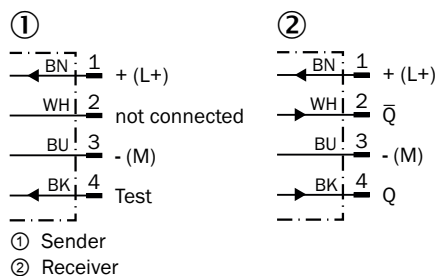 ① ②
BN 1 + (L+)
WH 2 not connected
BU 3 - (M)
BK 4 Test
BN 1 + (L+)
WH 2 Q̅
BU 3 - (M)
BK 4 Q
① Sender
② Receiver